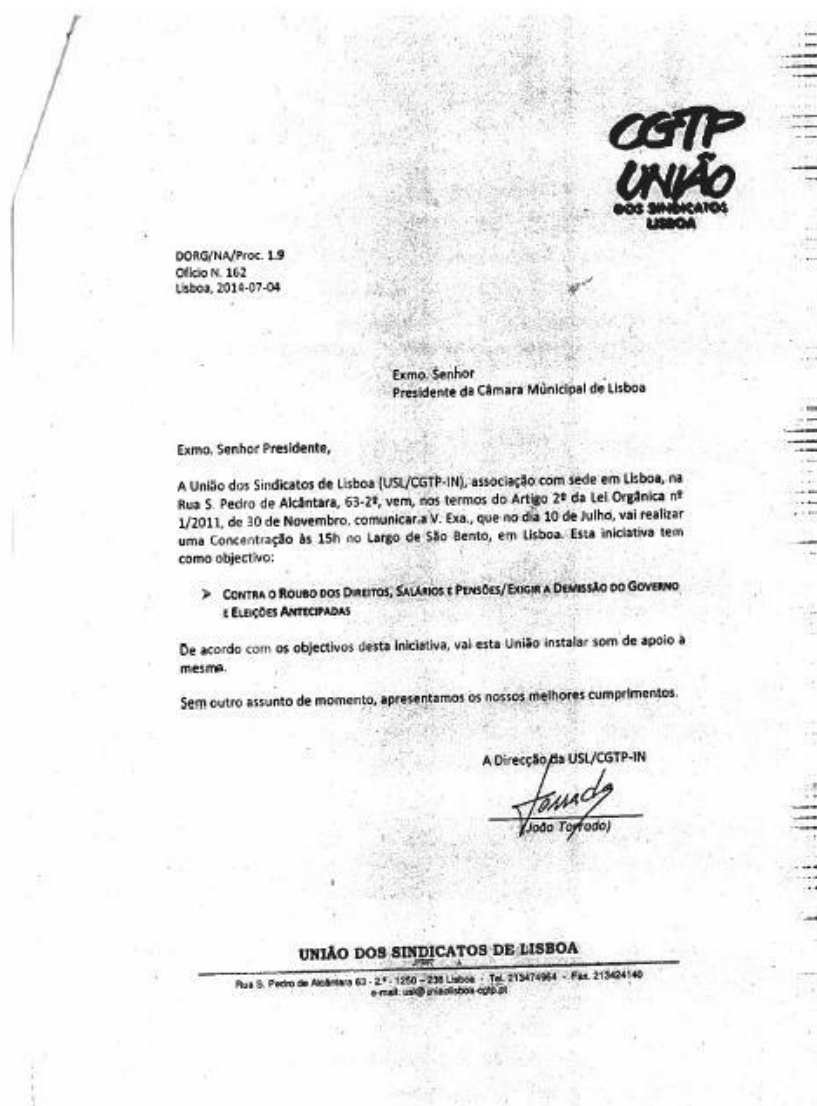 CGTP
UNIÃO
DOS SINDICATOS
LISBOA
DORG/NA/Proc. 1.9
Ofício N. 162
Lisboa, 2014-07-04
Exmo. Senhor
Presidente da Câmara Múnicipal de Lisboa
Exmo. Senhor Presidente,
A União dos Sindicatos de Lisboa (USL/CGTP-IN), associação com sede em Lisboa, na
Rua S. Pedro de Alcântara, 63-2º, vem, nos termos do Artigo 2º da Lei Orgânica nº
1/2011, de 30 de Novembro, comunicar a V. Exa., que no dia 10 de Julho, vai realizar
uma Concentração às 15h no Largo de São Bento, em Lisboa. Esta iniciativa tem
como objectivo:
➢ CONTRA O ROUBO DOS DIREITOS, SALÁRIOS E PENSÕES/EXIGIR A DEMISSÃO DO GOVERNO
E ELEIÇÕES ANTECIPADAS
De acordo com os objectivos desta iniciativa, vai esta União instalar som de apoio à
mesma.
Sem outro assunto de momento, apresentamos os nossos melhores cumprimentos.
A Direcção da USL/CGTP-IN
Torrado
(João Torrado)
UNIÃO DOS SINDICATOS DE LISBOA
Rua S. Pedro de Alcântara 63 - 2.º - 1250 – 238 Lisboa - Tel. 213474964 - Fax. 213424140
e-mail: usl@uniaolisboa-cgtp.pt